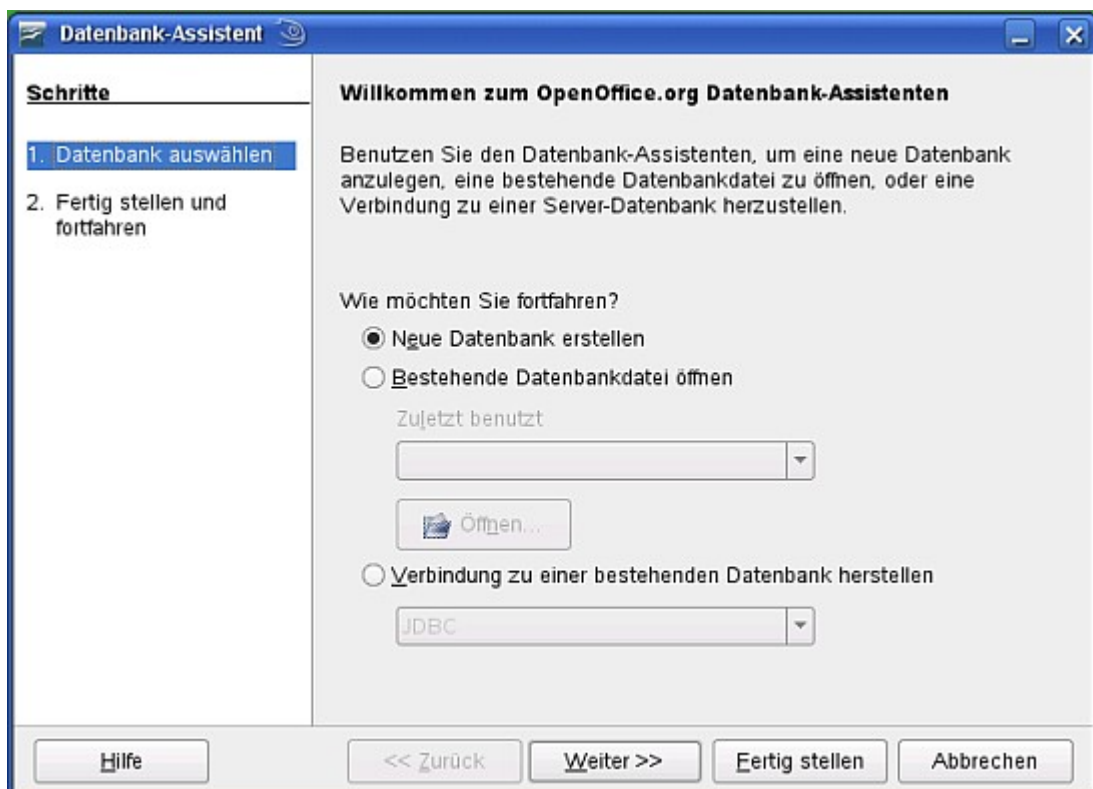 Datenbank-Assistent
Schritte
1. Datenbank auswählen
2. Fertig stellen und
fortfahren
Willkommen zum OpenOffice.org Datenbank-Assistenten
Benutzen Sie den Datenbank-Assistenten, um eine neue Datenbank
anzulegen, eine bestehende Datenbankdatei zu öffnen, oder eine
Verbindung zu einer Server-Datenbank herzustellen.
Wie möchten Sie fortfahren?
Neue Datenbank erstellen
Bestehende Datenbankdatei öffnen
Zuletzt benutzt
Öffnen...
Verbindung zu einer bestehenden Datenbank herstellen
JDBC
Hilfe
<< Zurück
Weiter >>
Fertig stellen
Abbrechen